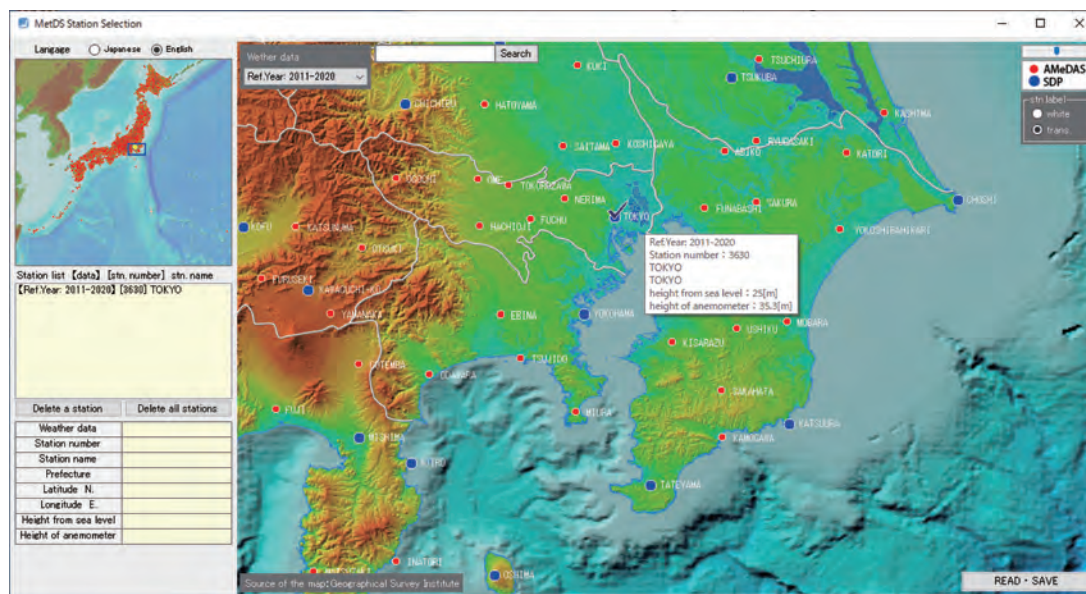 MetDS Station Selection
Langage Japanese English
Wether data
Search
Ref.Year: 2011-2020
AMeDAS
SDP
stn.label
white
trans.
KUKI
TSUCHIURA
TSUKUBA
CHICHIBU
HATOYAMA
KASHIMA
SAITAMA
KOSHIGAYA
ABIKO
RYUGASAKI
KATORI
OGOCHI
OME
TOKOROZAWA
NERIMA
FUNABASHI
SAKURA
CHOSHI
TOKYO
KOFU
KATSUNUMA
HACHIOJI
FUCHU
YOKOSHIBAHIKARI
OTSUKI
Ref.Year: 2011-2020
Station number : 3630
TOKYO
TOKYO
height from sea level : 25[m]
height of anemometer : 35.3[m]
Station list 【data】 [stn. number] stn. name
【Ref.Year: 2011-2020】 [3630] TOKYO
YAMANAKA
EBINA
YOKOHAMA
MOBARA
USHIKU
KISARAZU
GOTEMBA
TSUJIDO
ODAWARA
SAKAHATA
FUJI
MIURA
KATSUURA
MISHIMA
KAMOGAWA
AJIRO
TATEYAMA
INATORI
OSHIMA
Delete a station
Delete all stations
Weather data
Station number
Station name
Prefecture
Latitude N.
Longitude E.
Height from sea level
Height of anemometer
Source of the map:Geographical Survey Institute
READ・SAVE